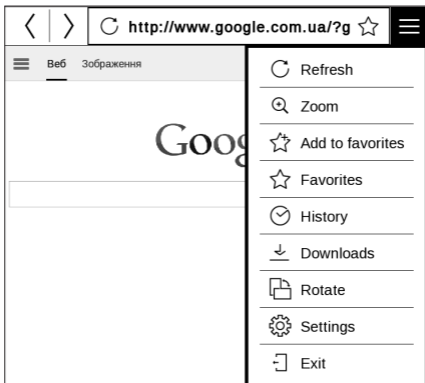 http://www.google.com.ua/?g
Веб Зображення
Goog
Refresh
Zoom
Add to favorites
Favorites
History
Downloads
Rotate
Settings
Exit